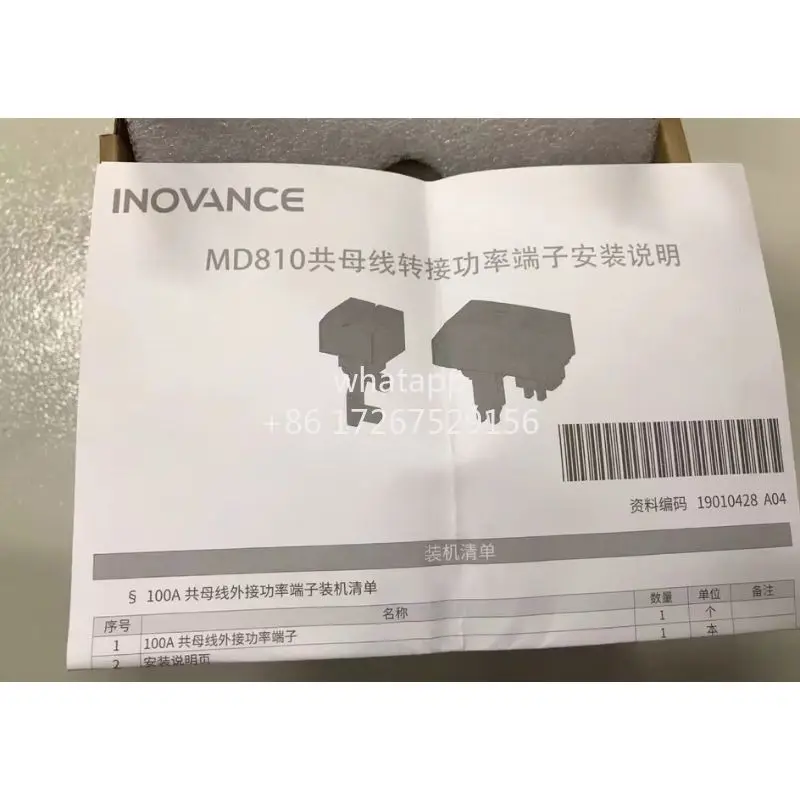 INOVANCE
MD810共母线转接功率端子安装说明
whatapp
+86 17267529156
资料编码 19010428 A04
装机清单
§ 100A 共母线外接功率端子装机清单
序号 名称 数量 单位 备注
1 100A 共母线外接功率端子 1 个
2 安装说明页 1 本